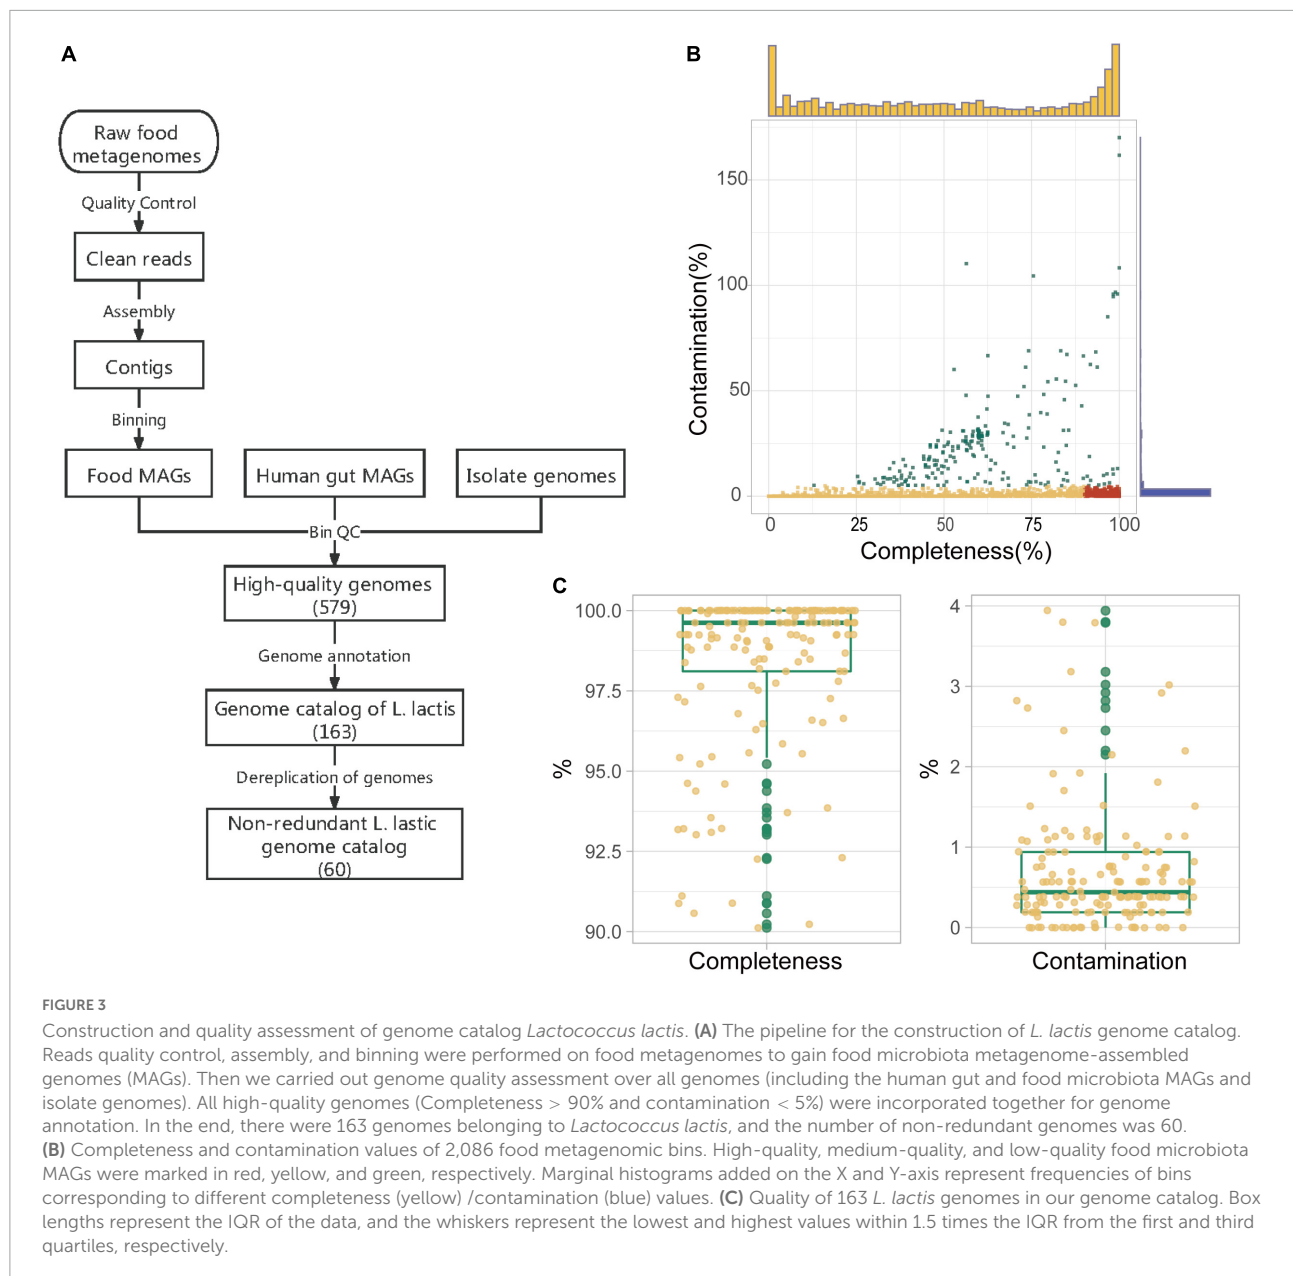 A
Raw food
metagenomes
Quality Control
Clean reads
Assembly
Contigs
Binning
Food MAGs
Human gut MAGs
Isolate genomes
Bin QC
High-quality genomes
(579)
Genome annotation
Genome catalog of L. lactis
(163)
Dereplication of genomes
Non-redundant L. lastic
genome catalog
(60)
B
Contamination(%)
150
100
50
0
0 25 50 75 100
Completeness(%)
C
%
100.0
97.5
95.0
92.5
90.0
Completeness
%
4
3
2
1
0
Contamination
FIGURE 3
Construction and quality assessment of genome catalog Lactococcus lactis. (A) The pipeline for the construction of L. lactis genome catalog.
Reads quality control, assembly, and binning were performed on food metagenomes to gain food microbiota metagenome-assembled
genomes (MAGs). Then we carried out genome quality assessment over all genomes (including the human gut and food microbiota MAGs and
isolate genomes). All high-quality genomes (Completeness > 90% and contamination < 5%) were incorporated together for genome
annotation. In the end, there were 163 genomes belonging to Lactococcus lactis, and the number of non-redundant genomes was 60.
(B) Completeness and contamination values of 2,086 food metagenomic bins. High-quality, medium-quality, and low-quality food microbiota
MAGs were marked in red, yellow, and green, respectively. Marginal histograms added on the X and Y-axis represent frequencies of bins
corresponding to different completeness (yellow) /contamination (blue) values. (C) Quality of 163 L. lactis genomes in our genome catalog. Box
lengths represent the IQR of the data, and the whiskers represent the lowest and highest values within 1.5 times the IQR from the first and third
quartiles, respectively.